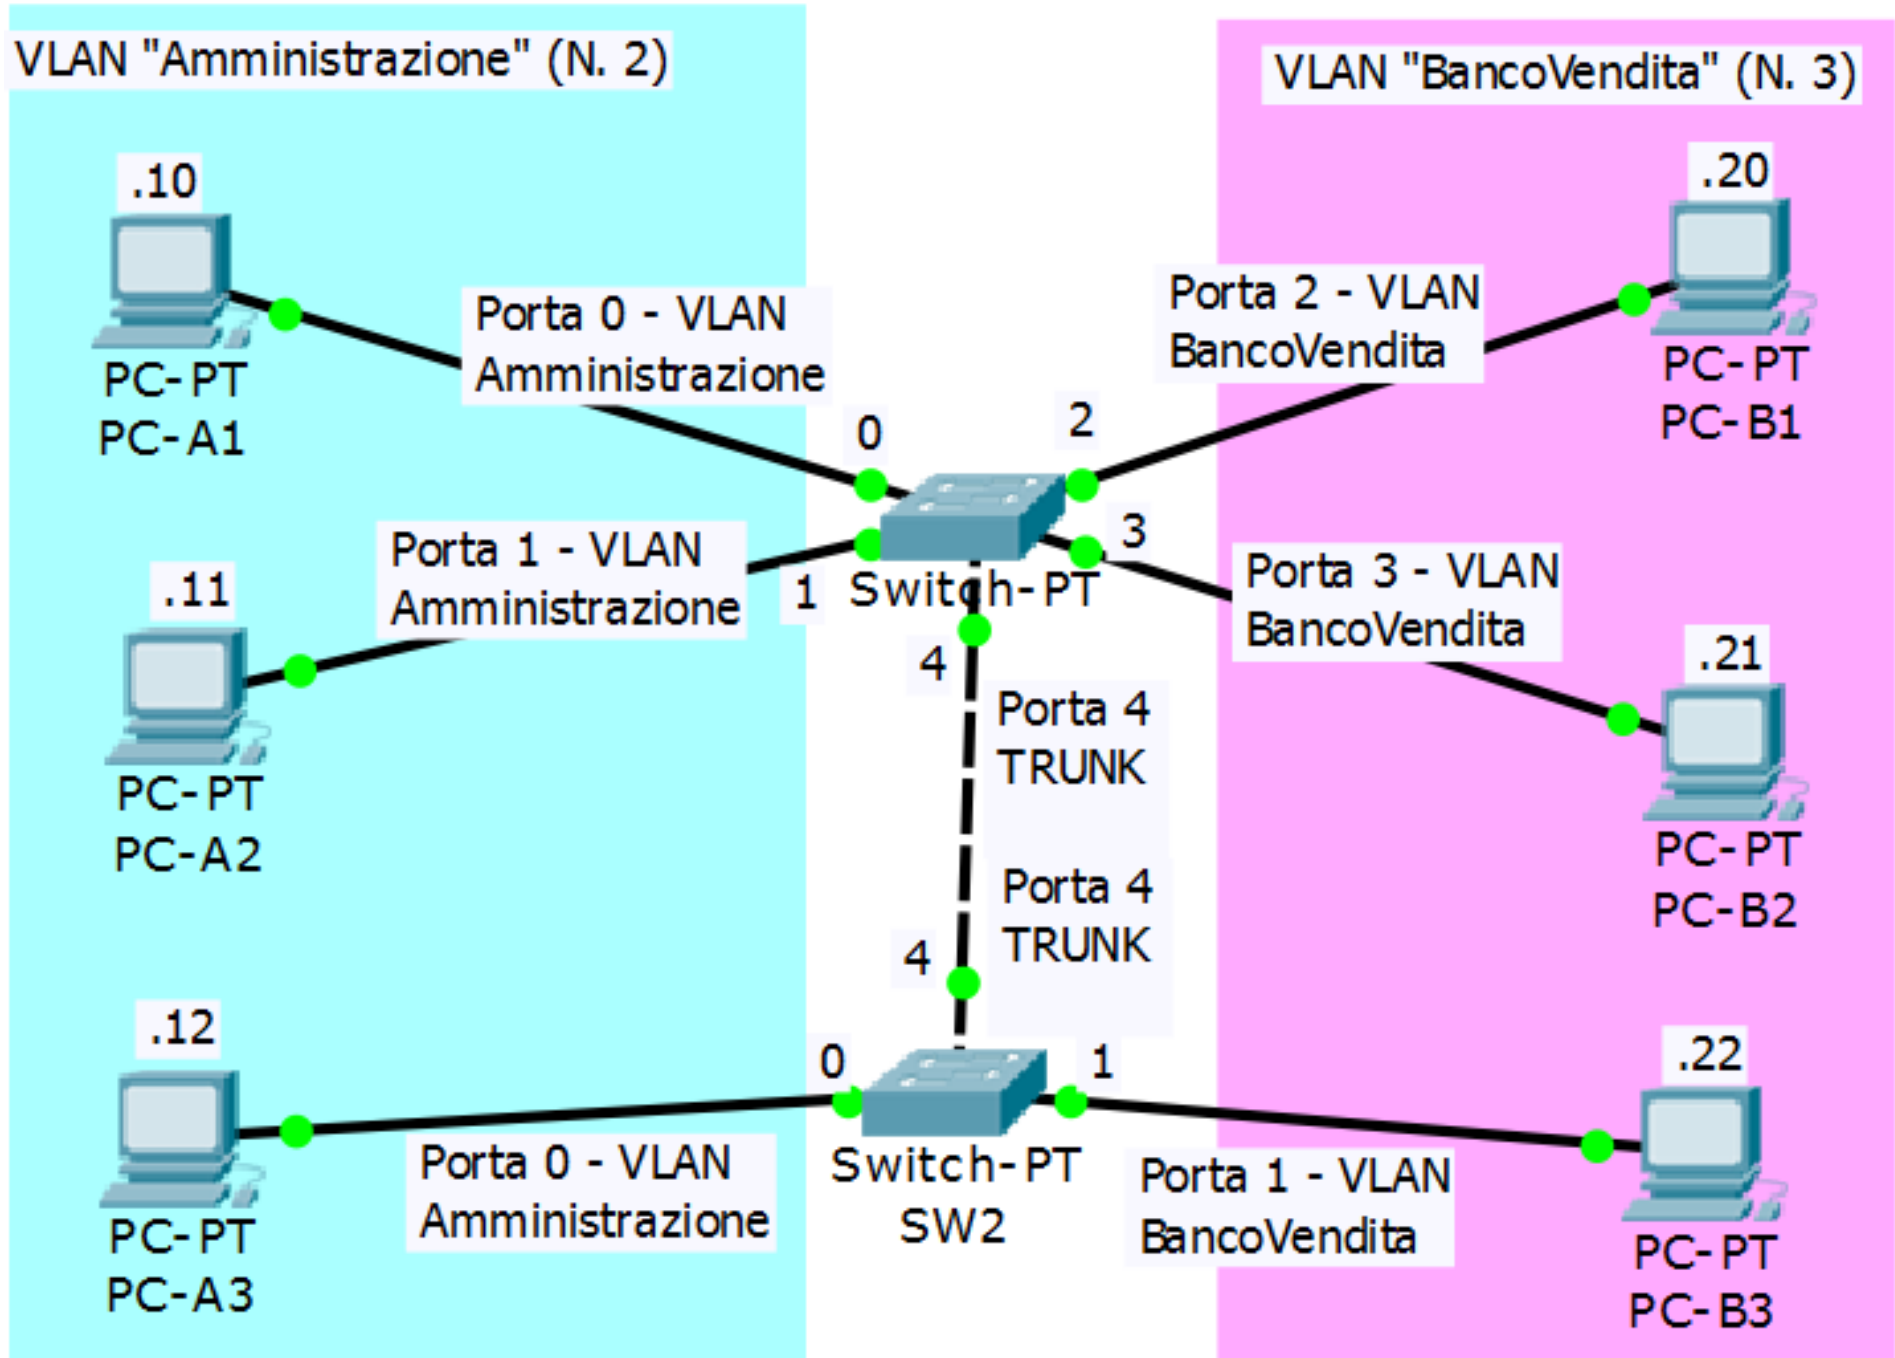 VLAN "Amministrazione" (N. 2)
VLAN "BancoVendita" (N. 3)
.10
PC-PT
PC-A1
Porta 0 - VLAN
Amministrazione
0
Porta 2 - VLAN
BancoVendita
2
.20
PC-PT
PC-B1
.11
PC-PT
PC-A2
Porta 1 - VLAN
Amministrazione
1
Switch-PT
3
Porta 3 - VLAN
BancoVendita
.21
PC-PT
PC-B2
4
Porta 4
TRUNK
Porta 4
TRUNK
4
.12
PC-PT
PC-A3
Porta 0 - VLAN
Amministrazione
0
Switch-PT
SW2
1
Porta 1 - VLAN
BancoVendita
.22
PC-PT
PC-B3